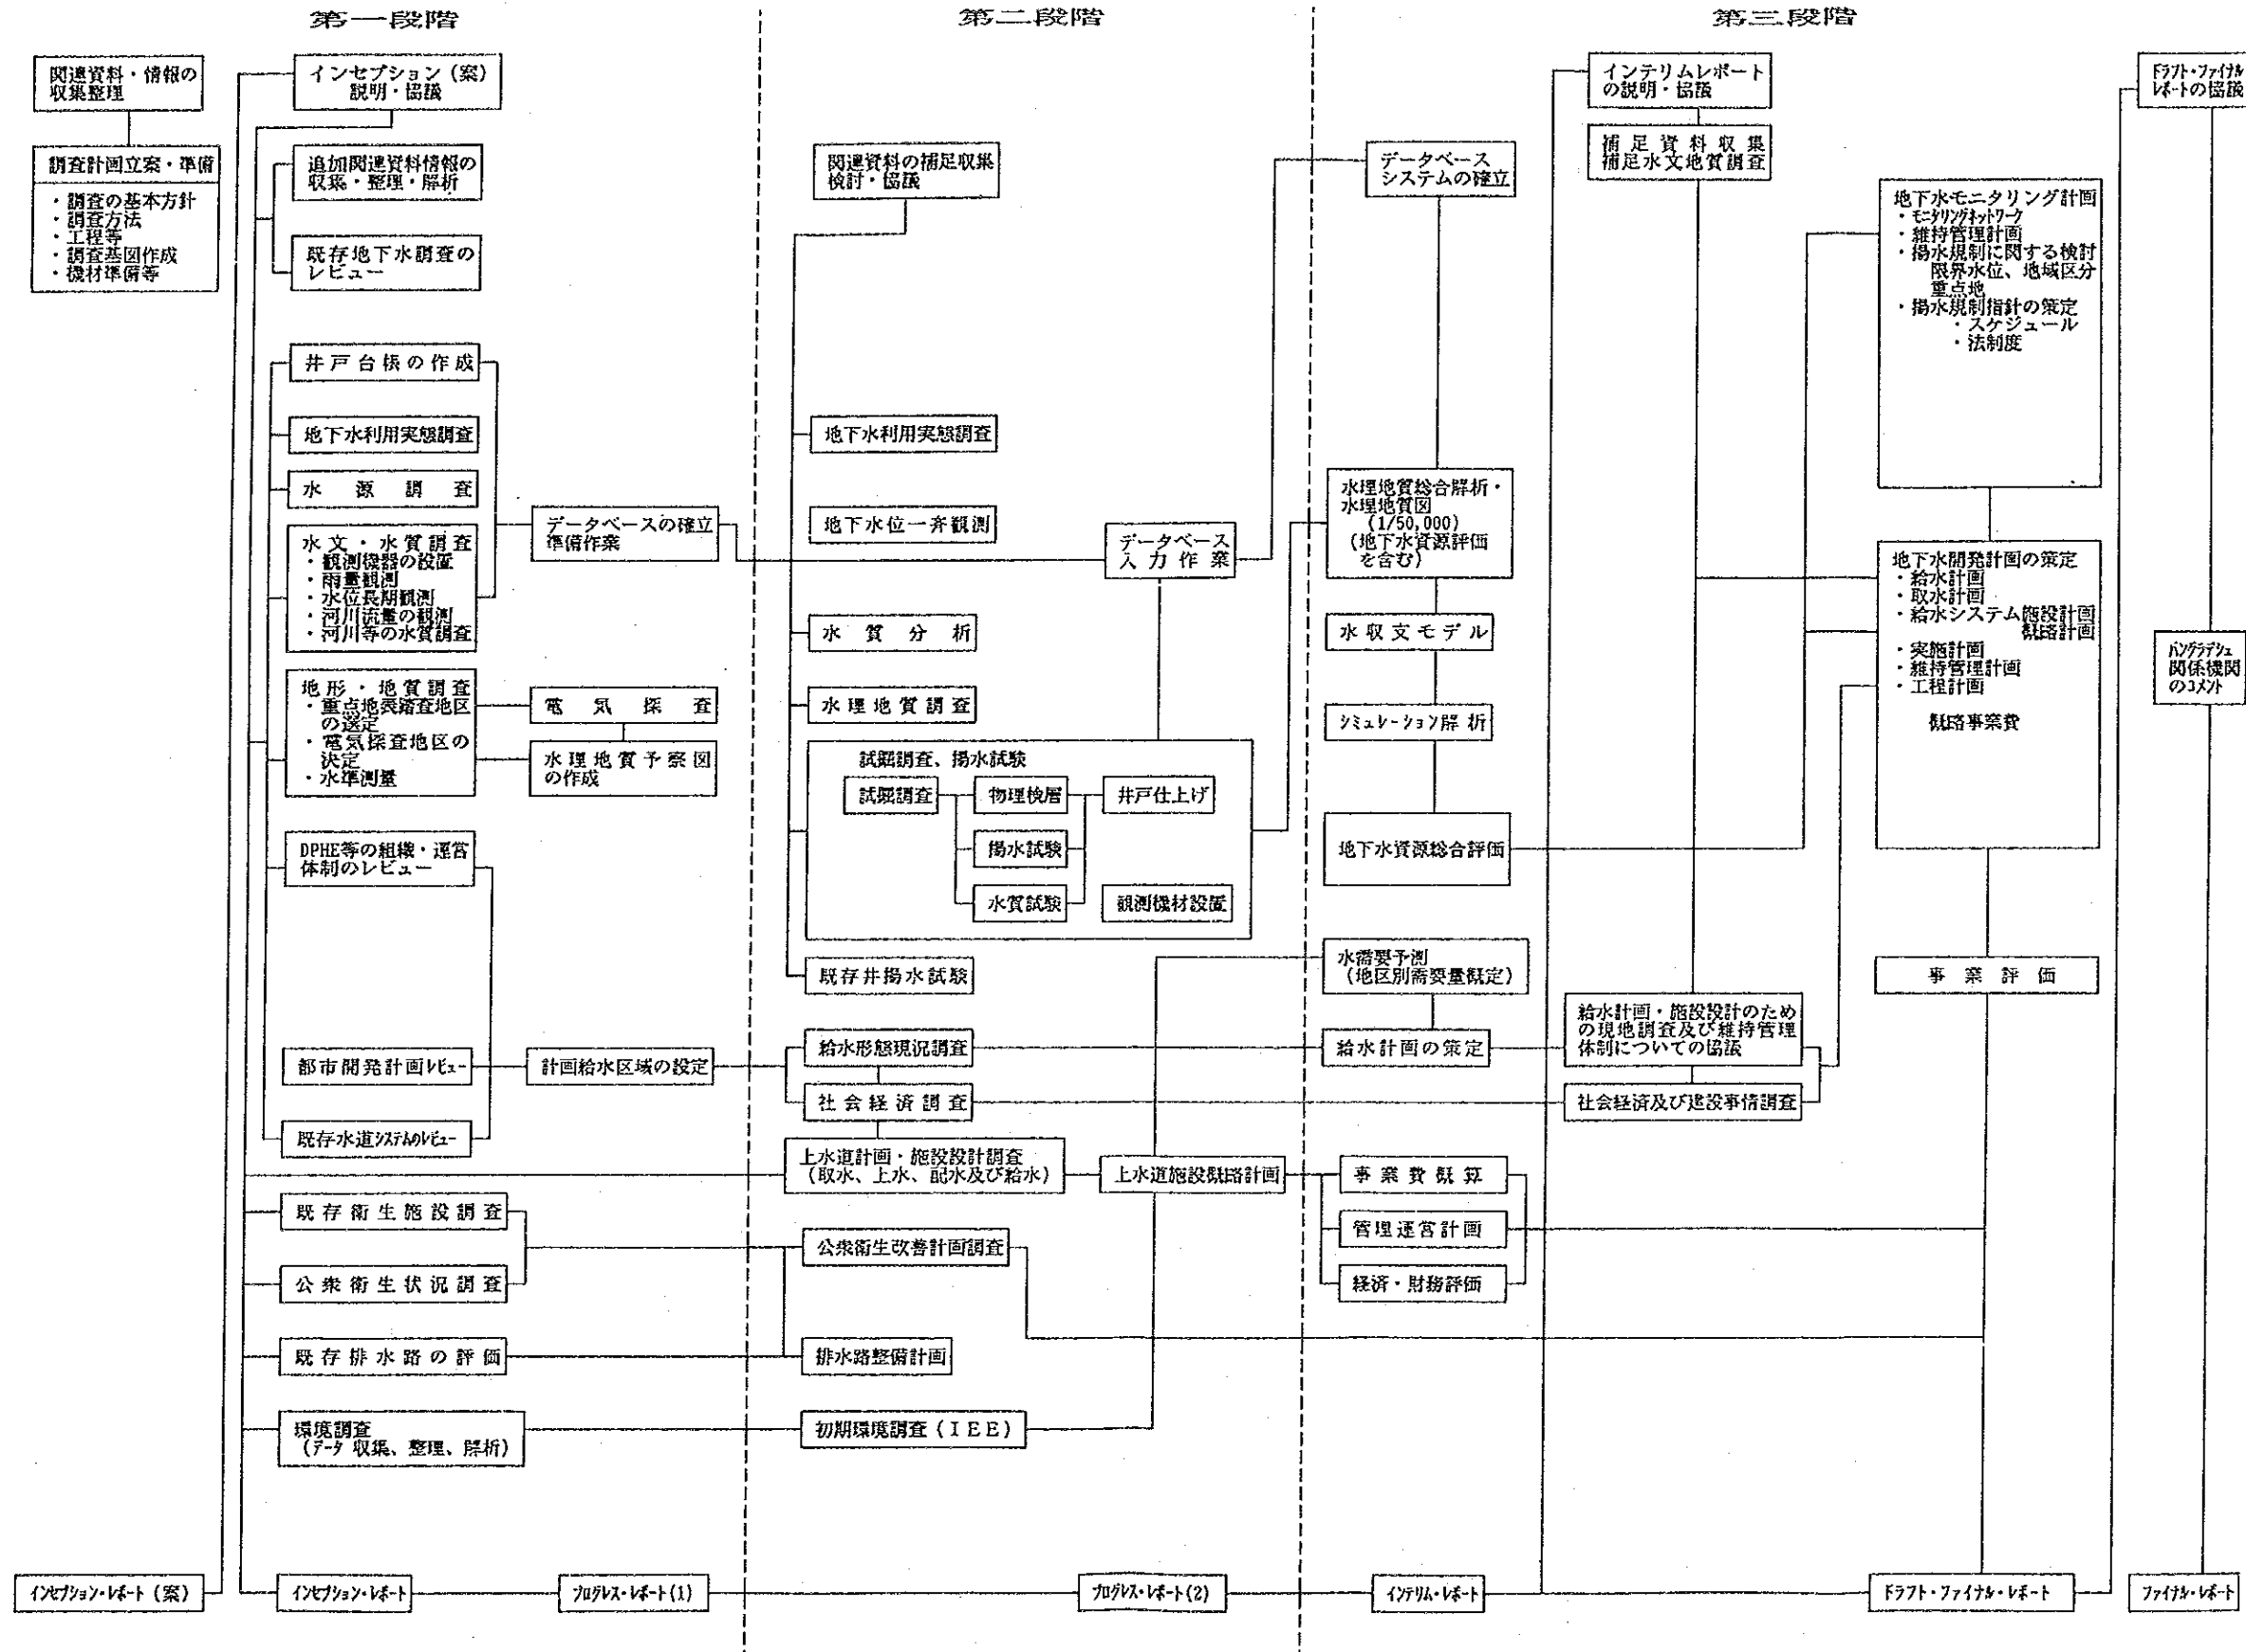 第一段階
第二段階
第三段階
関連資料・情報の
収集整理
調査計画立案・準備
・調査の基本方針
・調査方法
・工程等
・調査基図作成
・機材準備等
インセプション・レポート(案)
インセプション(案)
説明・協議
追加関連資料情報の
収集・整理・解析
既存地下水調査の
レビュー
井戸台帳の作成
地下水利用実態調査
水源調査
水文・水質調査
・観測機器の設置
・雨量観測
・水位長期観測
・河川流量の観測
・河川等の水質調査
地形・地質調査
・重点地表踏査地区
の選定
・電気探査地区の
決定
・水準測量
DPHE等の組織・運営
体制のレビュー
都市開発計画レビュー
既存水道システムのレビュー
既存衛生施設調査
公衆衛生状況調査
既存排水路の評価
環境調査
(データ 収集、整理、解析)
インセプション・レポート
データベースの確立
準備作業
電気探査
水理地質予察図
の作成
計画給水区域の設定
プログレス・レポート(1)
関連資料の補足収集
検討・協議
地下水利用実態調査
地下水位一斉観測
水質分析
水理地質調査
試掘調査、揚水試験
試掘調査
物理検層
井戸仕上げ
揚水試験
水質試験
観測機材設置
既存井揚水試験
給水形態現況調査
社会経済調査
上水道計画・施設設計調査
(取水、上水、配水及び給水)
公衆衛生改善計画調査
排水路整備計画
初期環境調査(IEE)
データベース
入力作業
上水道施設概略計画
プログレス・レポート(2)
データベース
システムの確立
水理地質総合解析・
水理地質図
(1/50,000)
(地下水資源評価
を含む)
水収支モデル
シミュレーション解析
地下水資源総合評価
水需要予測
(地区別需要量概定)
給水計画の策定
事業費概算
管理運営計画
経済・財務評価
インテリム・レポート
インテリムレポート
の説明・協議
補足資料収集
補足水文地質調査
給水計画・施設設計のため
の現地調査及び維持管理
体制についての協議
社会経済及び建設事情調査
地下水モニタリング計画
・モニタリングネットワーク
・維持管理計画
・揚水規制に関する検討
限界水位、地域区分
重点地
・揚水規制指針の策定
・スケジュール
・法制度
地下水開発計画の策定
・給水計画
・取水計画
・給水システム施設計画
概略計画
・実施計画
・維持管理計画
・工程計画
概略事業費
事業評価
ドラフト・ファイナル・レポート
ドラフト・ファイナル
レポートの協議
バングラデシュ
関係機関
のコメント
ファイナル・レポート